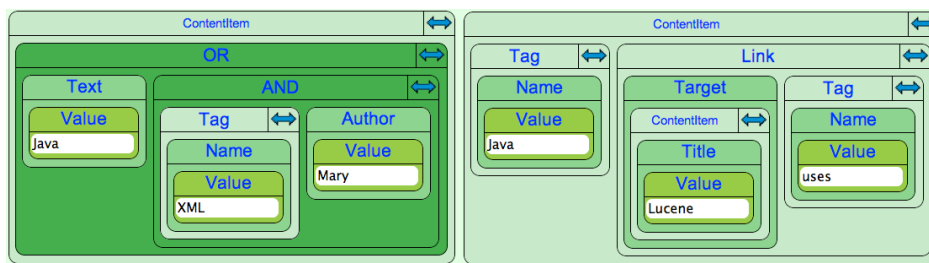 ContentItem
OR
Text
Value
Java
AND
Tag
Name
Value
XML
Author
Value
Mary
ContentItem
Tag
Name
Value
Java
Link
Target
ContentItem
Title
Value
Lucene
Tag
Name
Value
uses